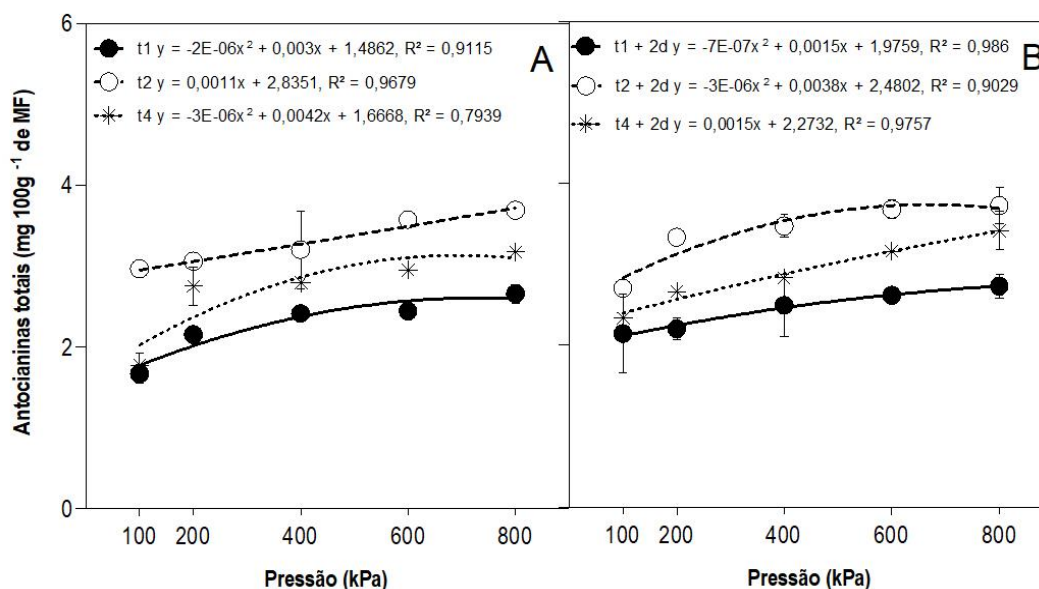 Antocianinas totais (mg 100g⁻¹ de MF)
6
4
2
0
t1 y = -2E-06x² + 0,003x + 1,4862, R² = 0,9115
t2 y = 0,0011x + 2,8351, R² = 0,9679
t4 y = -3E-06x² + 0,0042x + 1,6668, R² = 0,7939
A
100 200 400 600 800
Pressão (kPa)
t1 + 2d y = -7E-07x² + 0,0015x + 1,9759, R² = 0,986
B
t2 + 2d y = -3E-06x² + 0,0038x + 2,4802, R² = 0,9029
t4 + 2d y = 0,0015x + 2,2732, R² = 0,9757
100 200 400 600 800
Pressão (kPa)